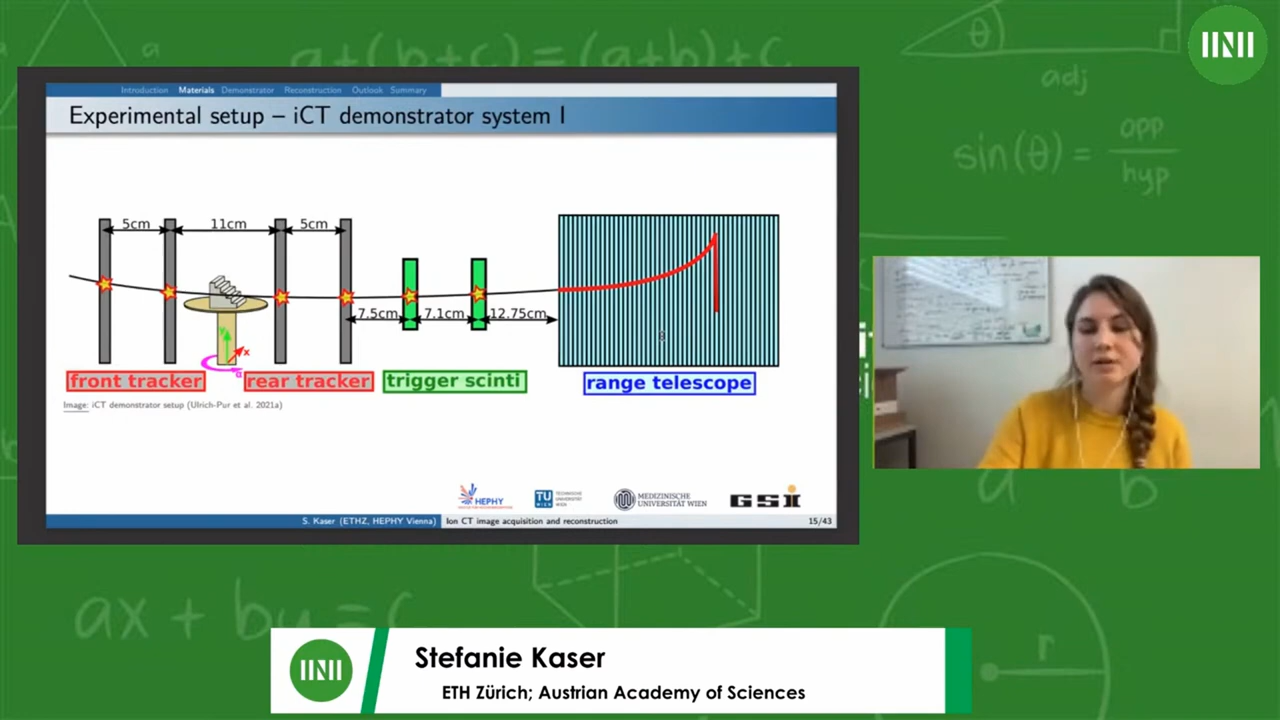 a+(b+c)=(a+b)+c
a
θ
adj
sin(θ) = opp
hyp
Introduction Materials Demonstrator Reconstruction Outlook Summary
Experimental setup – iCT demonstrator system I
5cm 11cm 5cm
7.5cm 7.1cm 12.75cm
y x
front tracker rear tracker trigger scinti range telescope
Image: iCT demonstrator setup (Ulrich-Pur et al. 2021a)
HEPHY TU WIEN TECHNISCHE UNIVERSITÄT WIEN MEDIZINISCHE UNIVERSITÄT WIEN GSI
S. Kaser (ETHZ, HEPHY Vienna) Ion CT image acquisition and reconstruction 15/43
a b
ax + by = c
r
Stefanie Kaser
ETH Zürich; Austrian Academy of Sciences